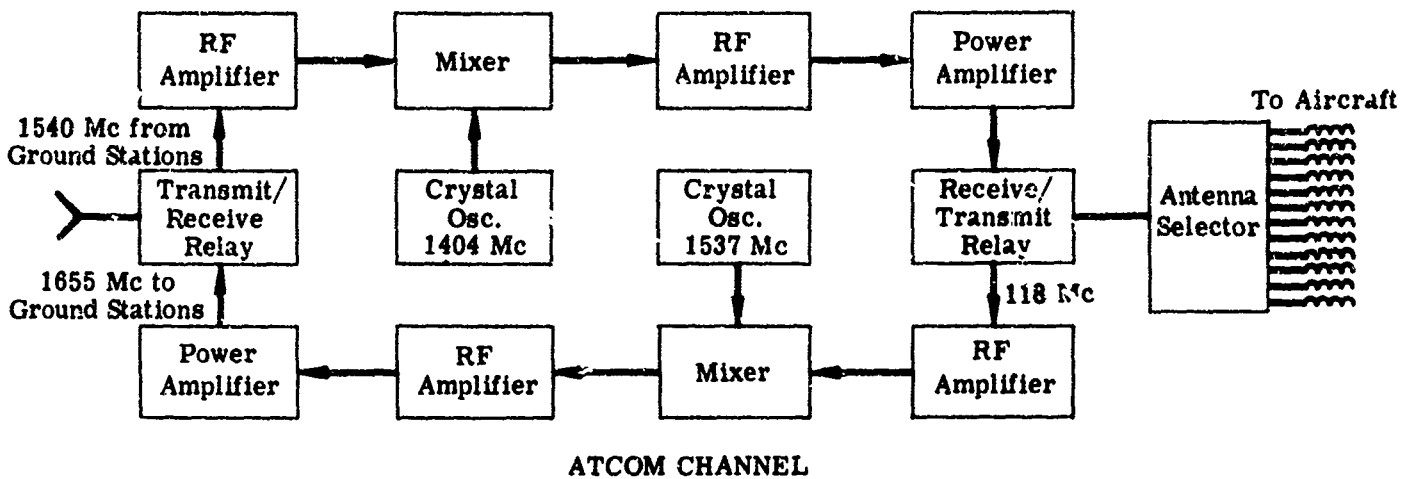 RF
Amplifier
Mixer
RF
Amplifier
Power
Amplifier
To Aircraft
1540 Mc from
Ground Stations
Transmit/
Receive
Relay
Crystal
Osc.
1404 Mc
Crystal
Osc.
1537 Mc
Receive/
Transmit
Relay
Antenna
Selector
1655 Mc to
Ground Stations
118 Mc
Power
Amplifier
RF
Amplifier
Mixer
RF
Amplifier
ATCOM CHANNEL